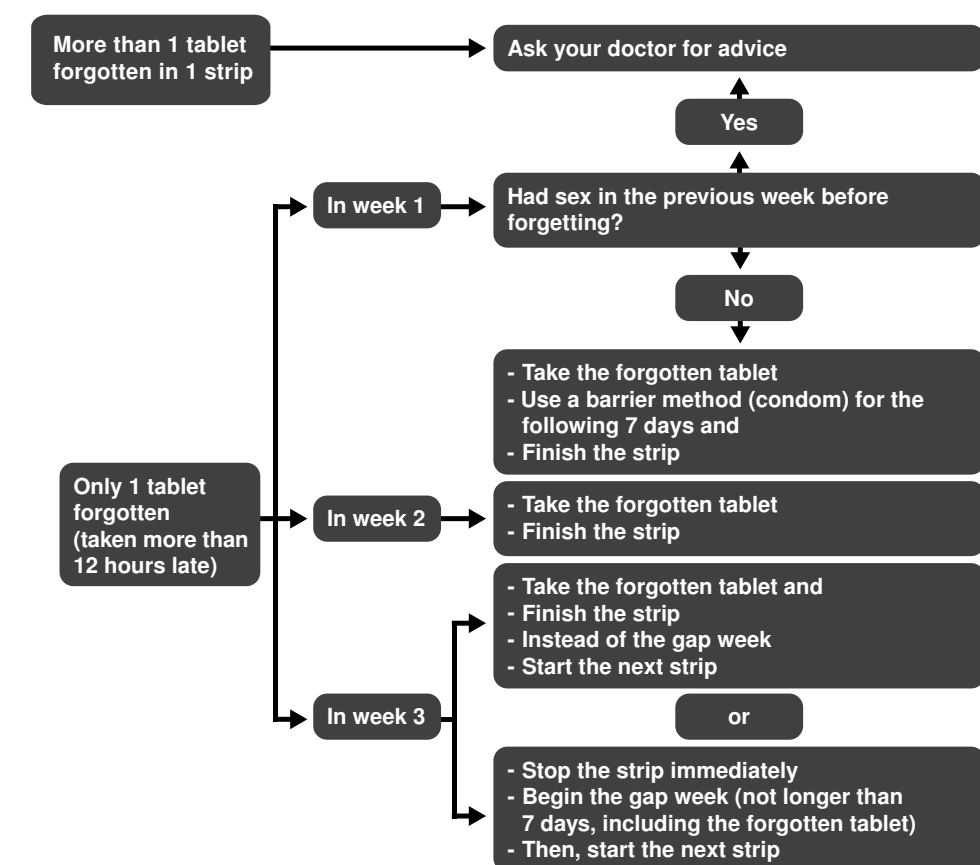 More than 1 tablet
forgotten in 1 strip
Ask your doctor for advice
Yes
In week 1
Had sex in the previous week before
forgetting?
No
- Take the forgotten tablet
- Use a barrier method (condom) for the
following 7 days and
- Finish the strip
Only 1 tablet
forgotten
(taken more than
12 hours late)
In week 2
- Take the forgotten tablet
- Finish the strip
- Take the forgotten tablet and
- Finish the strip
- Instead of the gap week
- Start the next strip
In week 3
or
- Stop the strip immediately
- Begin the gap week (not longer than
7 days, including the forgotten tablet)
- Then, start the next strip